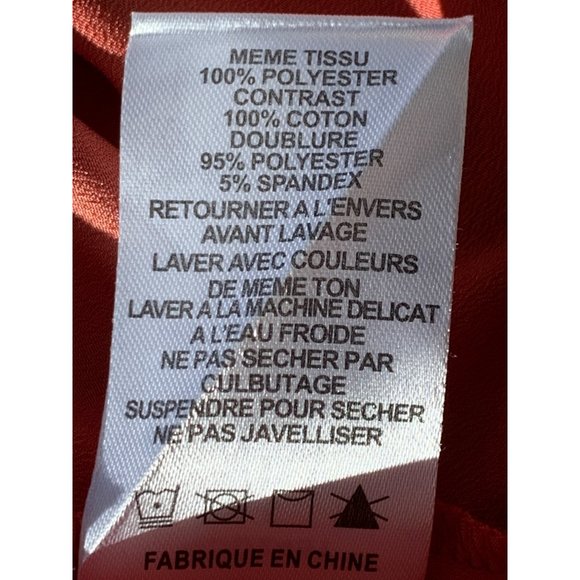 MEME TISSU
100% POLYESTER
CONTRAST
100% COTON
DOUBLURE
95% POLYESTER
5% SPANDEX
RETOURNER A L'ENVERS
AVANT LAVAGE
LAVER AVEC COULEURS
DE MEME TON
LAVER A LA MACHINE DELICAT
A L'EAU FROIDE
NE PAS SECHER PAR
CULBUTAGE
SUSPENDRE POUR SECHER
NE PAS JAVELLISER
FABRIQUE EN CHINE